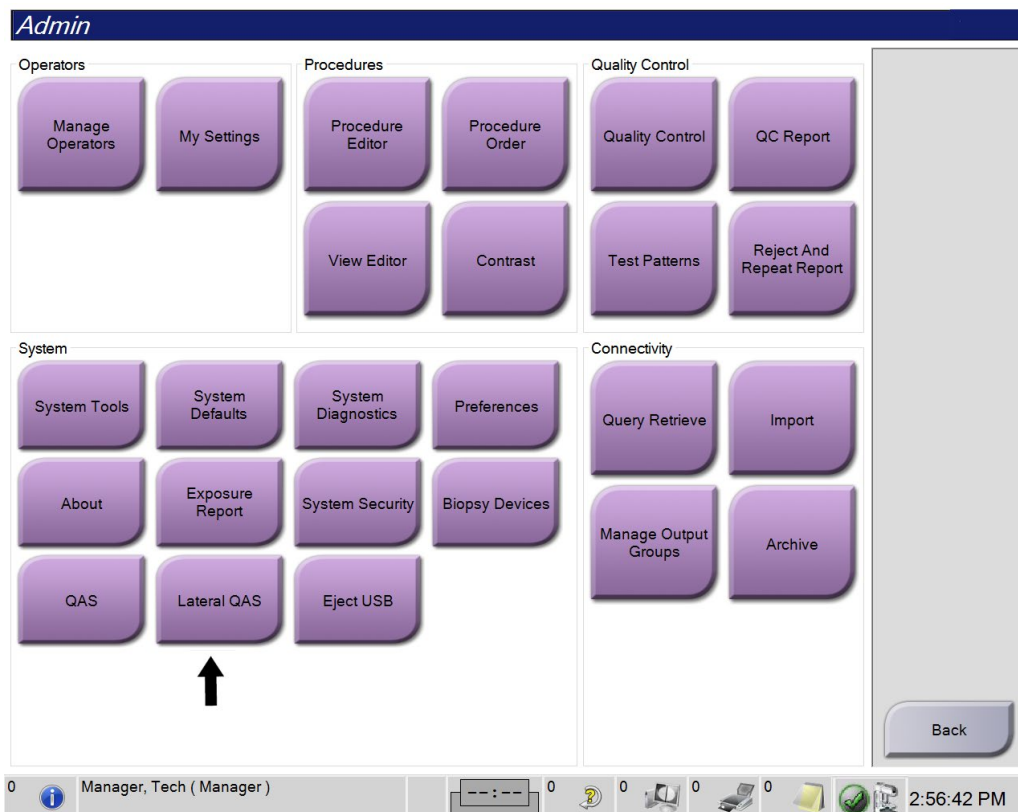 Admin
Operators
Manage
Operators
My Settings
Procedures
Procedure
Editor
Procedure
Order
View Editor
Contrast
Quality Control
Quality Control
QC Report
Test Patterns
Reject And
Repeat Report
System
System Tools
System
Defaults
System
Diagnostics
Preferences
About
Exposure
Report
System Security
Biopsy Devices
QAS
Lateral QAS
Eject USB
Connectivity
Query Retrieve
Import
Manage Output
Groups
Archive
Back
0
Manager, Tech ( Manager )
--:--
0
0
0
0
2:56:42 PM